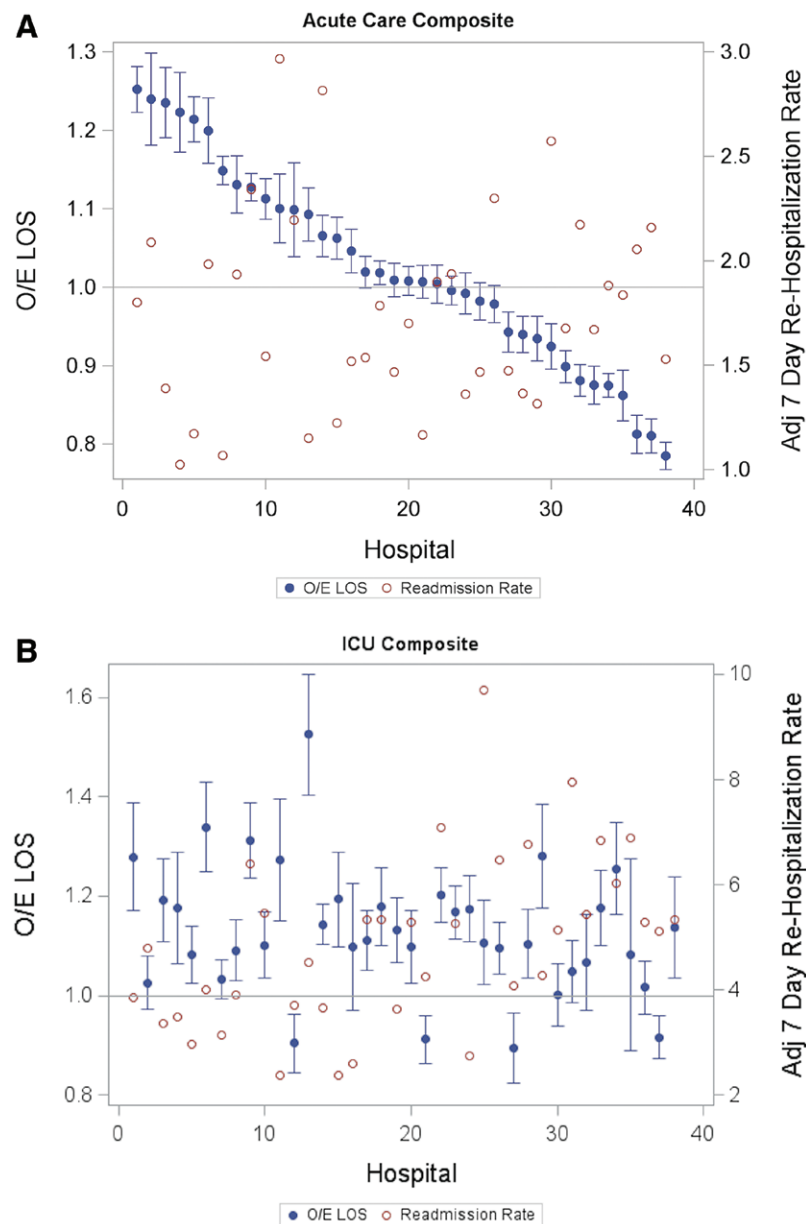 A
Acute Care Composite
1.3
1.2
1.1
1.0
0.9
0.8
O/E LOS
3.0
2.5
2.0
1.5
1.0
Adj 7 Day Re-Hospitalization Rate
0 10 20 30 40
Hospital
O/E LOS Readmission Rate
B
ICU Composite
1.6
1.4
1.2
1.0
0.8
O/E LOS
10
8
6
4
2
Adj 7 Day Re-Hospitalization Rate
0 10 20 30 40
Hospital
O/E LOS Readmission Rate